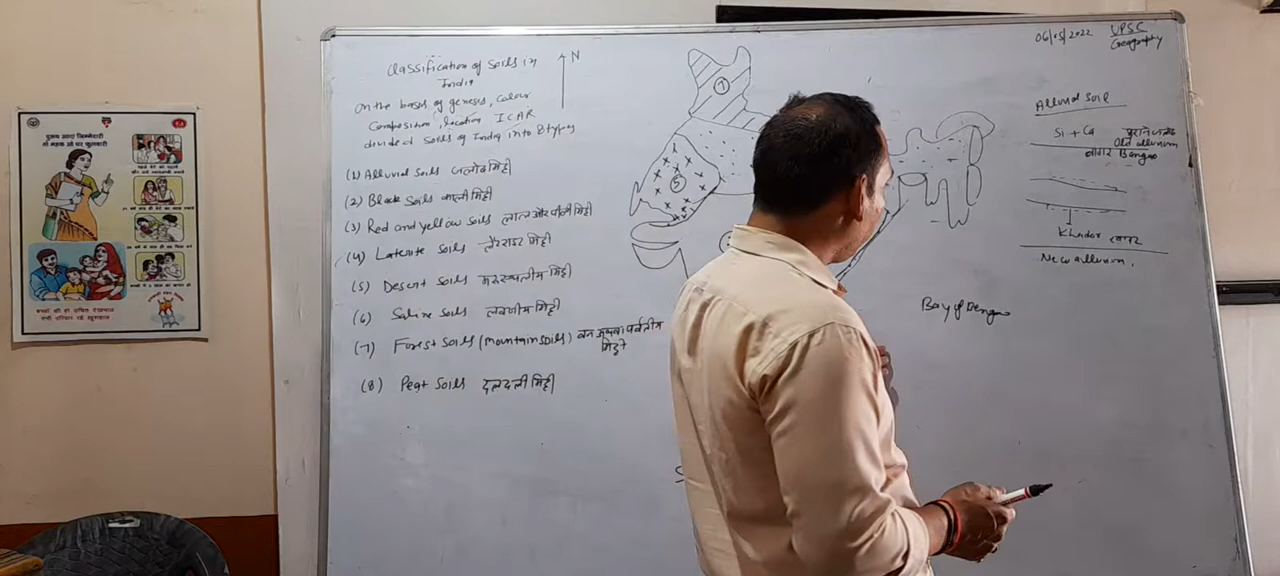 Classification of Soils in
India
N
On the basis of genesis, colour
composition, location ICAR
divided soils of India into 8 types
(1) Alluvial Soils जलोढ मिट्टी
(2) Black Soils काली मिट्टी
(3) Red and yellow Soils लाल और पीली मिट्टी
(4) Laterite Soils लैटेराइट मिट्टी
(5) Desert Soils मरुस्थलीय मिट्टी
(6) Saline Soils लवणीय मिट्टी
(7) Forest Soils (mountain soils) वन अथवा पर्वतीय
मिट्टी
(8) Peat Soils दलदली मिट्टी
7
5
Bay of Bengal
06/05/2022 UPSC
Geography
Alluvial Soil
Si + Ca
Old alluvium
बांगर Bangar
Khadar खादर
New alluvium.
पुरुष अदा जिम्मेदारी